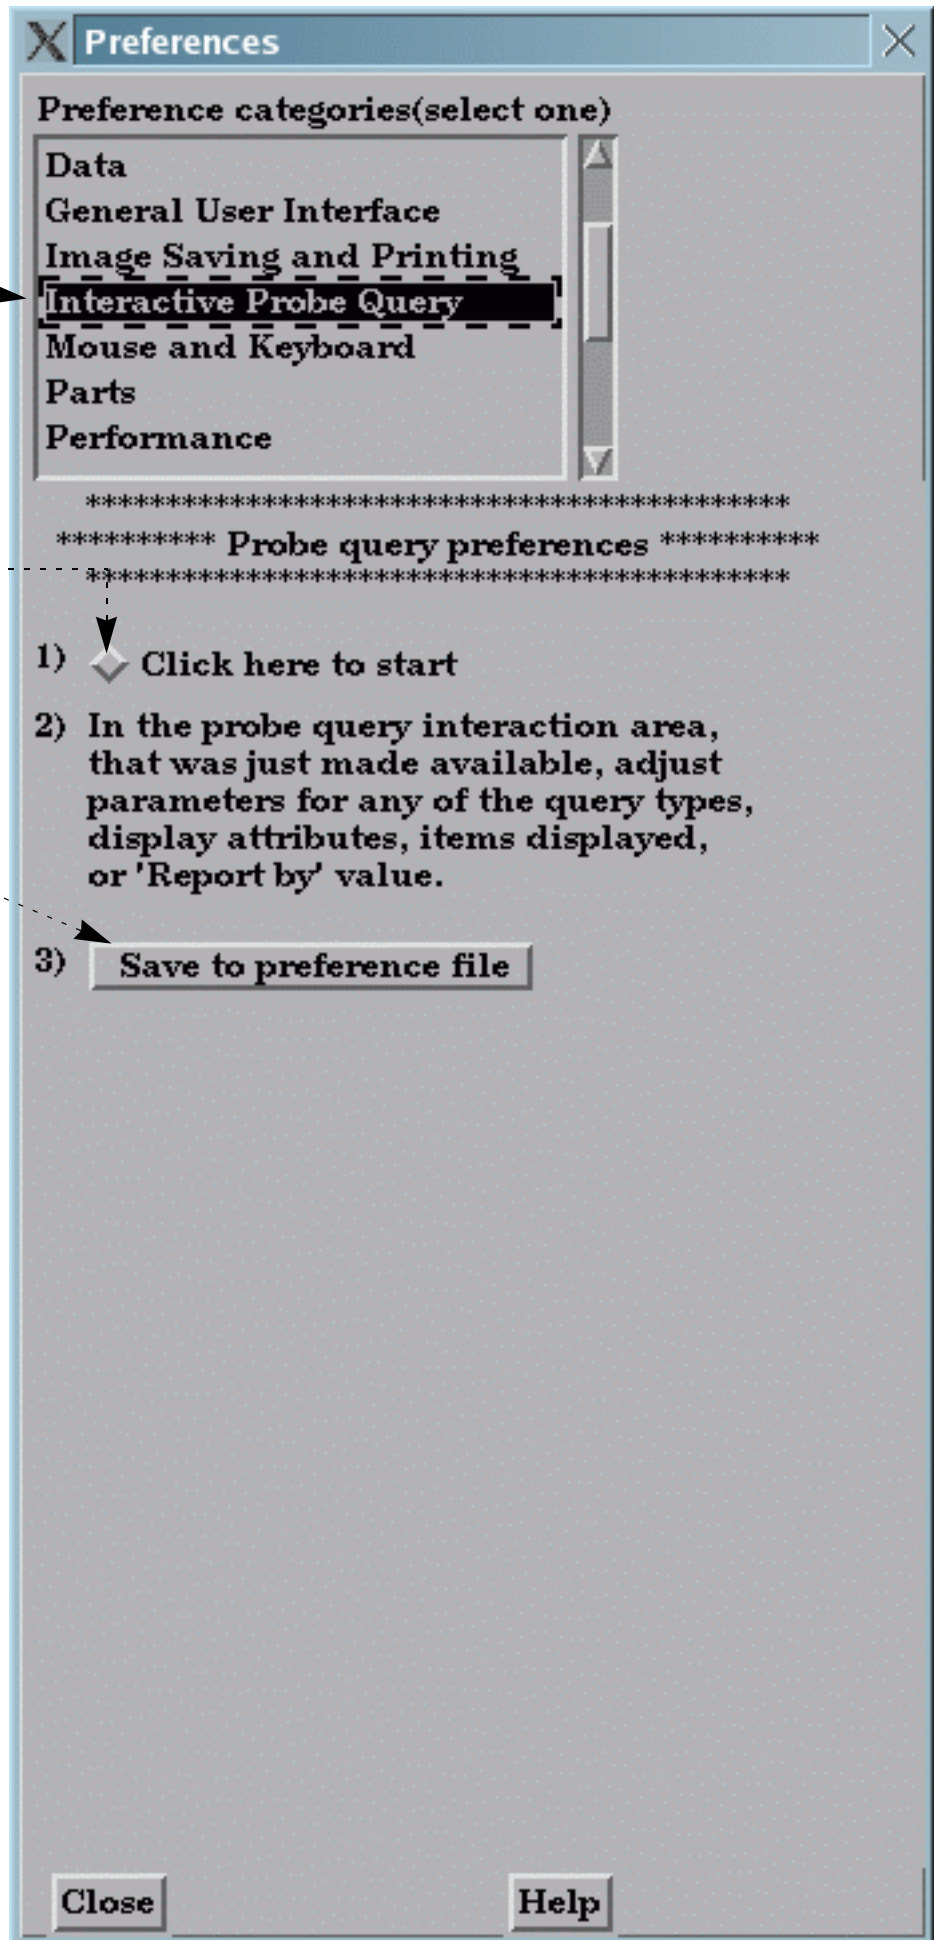 Preferences
Preference categories(select one)
Data
General User Interface
Image Saving and Printing
Interactive Probe Query
Mouse and Keyboard
Parts
Performance
********************************************
********** Probe query preferences **********
********************************************
1) Click here to start
2) In the probe query interaction area,
that was just made available, adjust
parameters for any of the query types,
display attributes, items displayed,
or 'Report by' value.
3) Save to preference file
Close Help